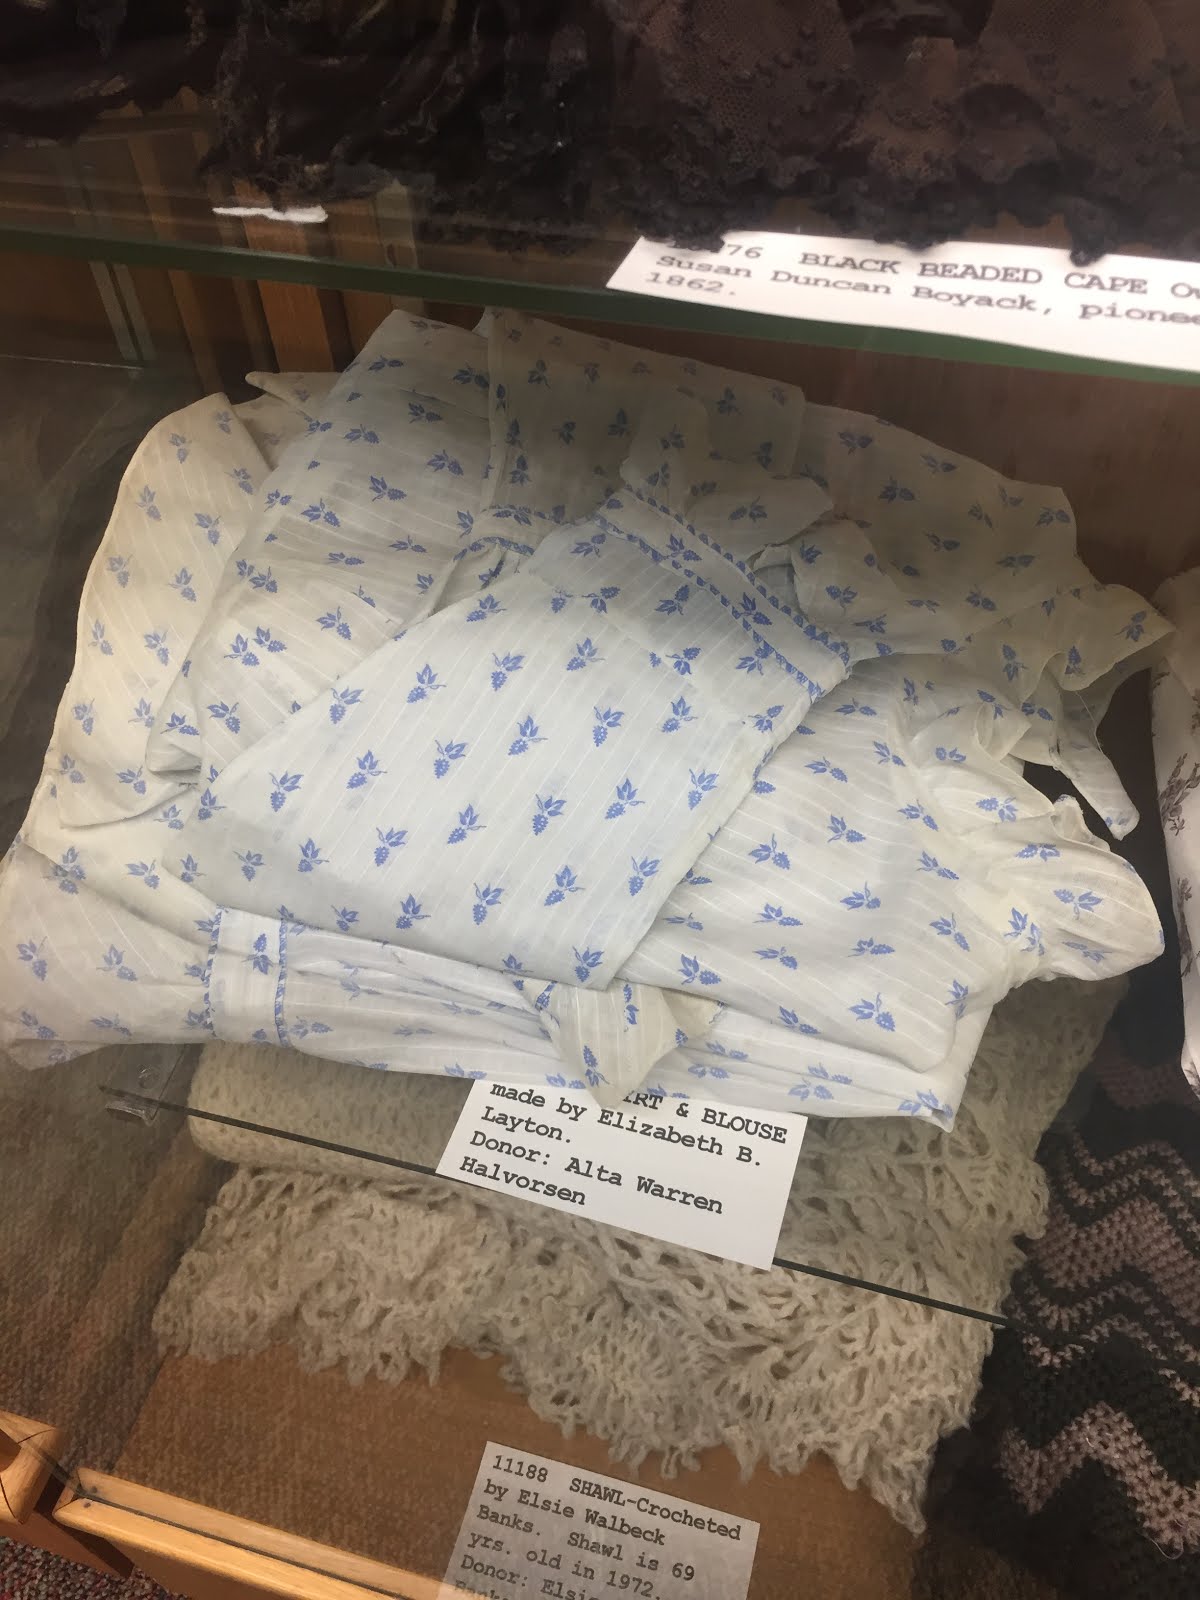 76 BLACK BEADED CAPE
Susan Duncan Boyack,
1862.
& BLOUSE
made by Elizabeth B.
Layton.
Donor: Alta Warren
Halvorsen
11188 SHAWL-Crocheted
by Elsie Walbeck
Banks. Shawl is 69
yrs. old in 1972.
Donor: